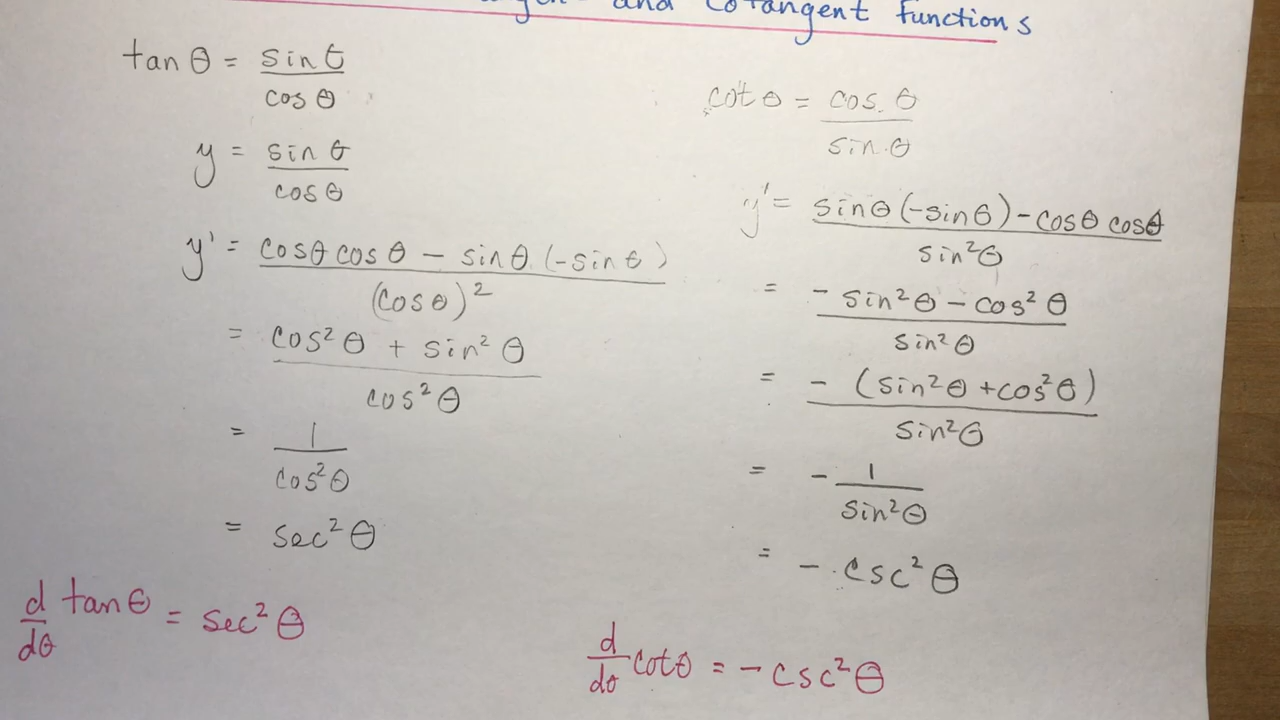 and Cotangent functions
tan θ = sin t / cos θ
y = sin θ / cos θ
y' = cosθ cos θ − sin θ (−sin θ) / (cos θ)²
= cos² θ + sin² θ / cos² θ
= 1 / cos² θ
= sec² θ
d/dθ tan θ = sec² θ
cot θ = cos. θ / sin.θ
y' = sin θ (−sin θ) − cos θ cos θ / sin² θ
= − sin² θ − cos² θ / sin² θ
= − (sin² θ + cos² θ) / sin² θ
= − 1 / sin² θ
= − csc² θ
d/dθ cot θ = − csc² θ